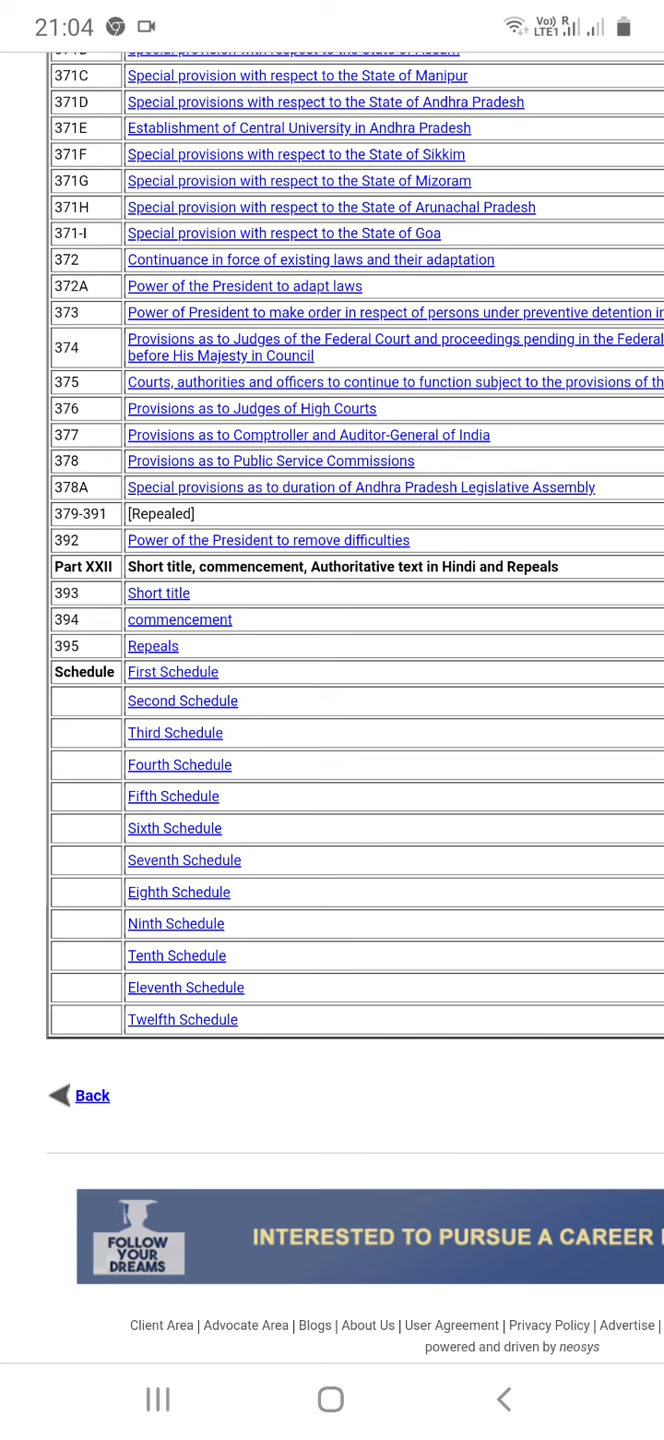 21:04
Vo) R
LTE1
371C Special provision with respect to the State of Manipur
371D Special provisions with respect to the State of Andhra Pradesh
371E Establishment of Central University in Andhra Pradesh
371F Special provisions with respect to the State of Sikkim
371G Special provision with respect to the State of Mizoram
371H Special provision with respect to the State of Arunachal Pradesh
371-I Special provision with respect to the State of Goa
372 Continuance in force of existing laws and their adaptation
372A Power of the President to adapt laws
373 Power of President to make order in respect of persons under preventive detention
374 Provisions as to Judges of the Federal Court and proceedings pending in the Federal
before His Majesty in Council
375 Courts, authorities and officers to continue to function subject to the provisions of
376 Provisions as to Judges of High Courts
377 Provisions as to Comptroller and Auditor-General of India
378 Provisions as to Public Service Commissions
378A Special provisions as to duration of Andhra Pradesh Legislative Assembly
379-391 [Repealed]
392 Power of the President to remove difficulties
Part XXII Short title, commencement, Authoritative text in Hindi and Repeals
393 Short title
394 commencement
395 Repeals
Schedule First Schedule
Second Schedule
Third Schedule
Fourth Schedule
Fifth Schedule
Sixth Schedule
Seventh Schedule
Eighth Schedule
Ninth Schedule
Tenth Schedule
Eleventh Schedule
Twelfth Schedule
Back
FOLLOW
YOUR
DREAMS
INTERESTED TO PURSUE A CAREER
Client Area | Advocate Area | Blogs | About Us | User Agreement | Privacy Policy | Advertise |
powered and driven by neosys